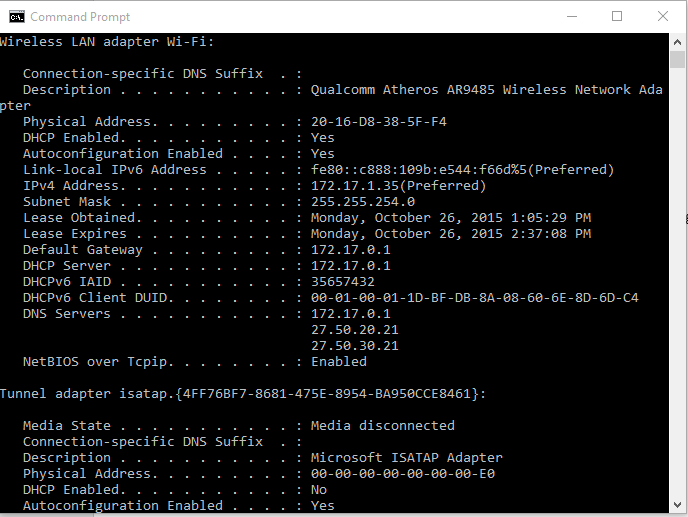 Command Prompt
Wireless LAN adapter Wi-Fi:
Connection-specific DNS Suffix  . :
Description . . . . . . . . . . . : Qualcomm Atheros AR9485 Wireless Network Ada
pter
Physical Address. . . . . . . . . : 20-16-D8-38-5F-F4
DHCP Enabled. . . . . . . . . . . : Yes
Autoconfiguration Enabled . . . . : Yes
Link-local IPv6 Address . . . . . : fe80::c888:109b:e544:f66d%5(Preferred)
IPv4 Address. . . . . . . . . . . : 172.17.1.35(Preferred)
Subnet Mask . . . . . . . . . . . : 255.255.254.0
Lease Obtained. . . . . . . . . . : Monday, October 26, 2015 1:05:29 PM
Lease Expires . . . . . . . . . . : Monday, October 26, 2015 2:37:08 PM
Default Gateway . . . . . . . . . : 172.17.0.1
DHCP Server . . . . . . . . . . . : 172.17.0.1
DHCPv6 IAID . . . . . . . . . . . : 35657432
DHCPv6 Client DUID. . . . . . . . : 00-01-00-01-1D-BF-DB-8A-08-60-6E-8D-6D-C4
DNS Servers . . . . . . . . . . . : 172.17.0.1
27.50.20.21
27.50.30.21
NetBIOS over Tcpip. . . . . . . . : Enabled
Tunnel adapter isatap.{4FF76BF7-8681-475E-8954-BA950CCE8461}:
Media State . . . . . . . . . . . : Media disconnected
Connection-specific DNS Suffix  . :
Description . . . . . . . . . . . : Microsoft ISATAP Adapter
Physical Address. . . . . . . . . : 00-00-00-00-00-00-00-E0
DHCP Enabled. . . . . . . . . . . : No
Autoconfiguration Enabled . . . . : Yes